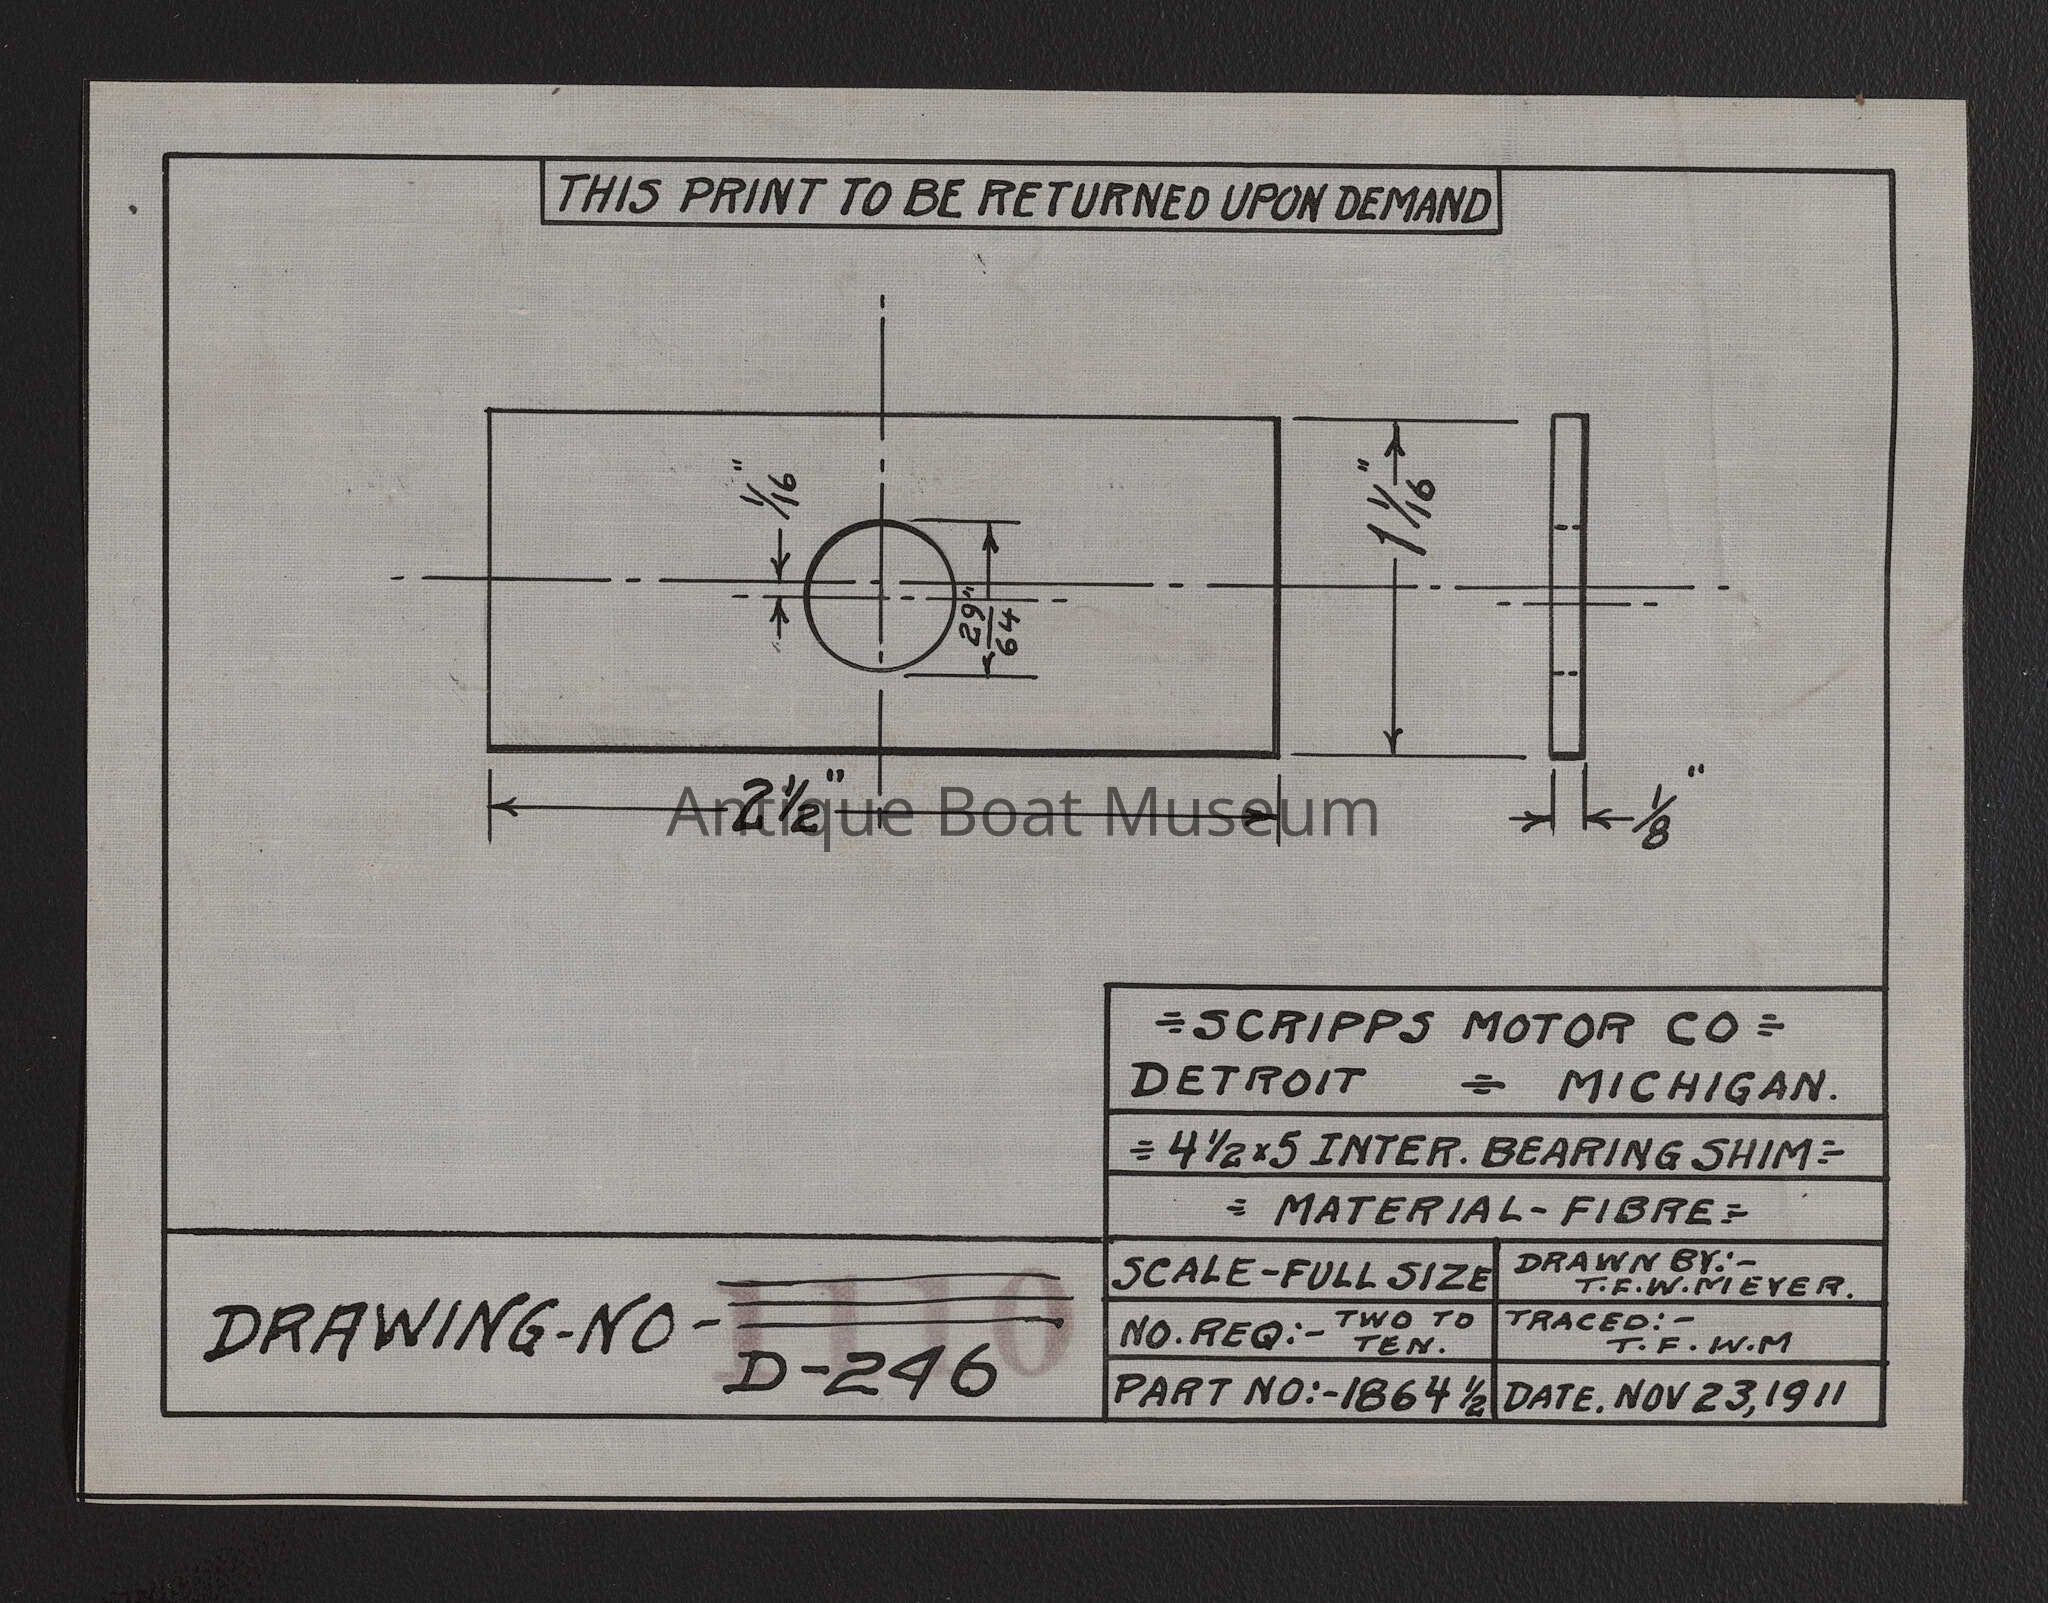 THIS PRINT TO BE RETURNED UPON DEMAND
1/16"
29"/64
1 1/16"
2 1/2"
1/8"
Antique Boat Museum
=SCRIPPS MOTOR CO=
DETROIT = MICHIGAN.
=4 1/2x5 INTER. BEARING SHIM=
=MATERIAL-FIBRE=
SCALE-FULL SIZE
DRAWN BY:-
T.F.W.MEYER.
NO.REQ:- TWO TO
TEN.
TRACED:-
T.F.W.M
PART NO:-1864 1/2
DATE. NOV 23,1911
DRAWING-NO- 1110
D-246